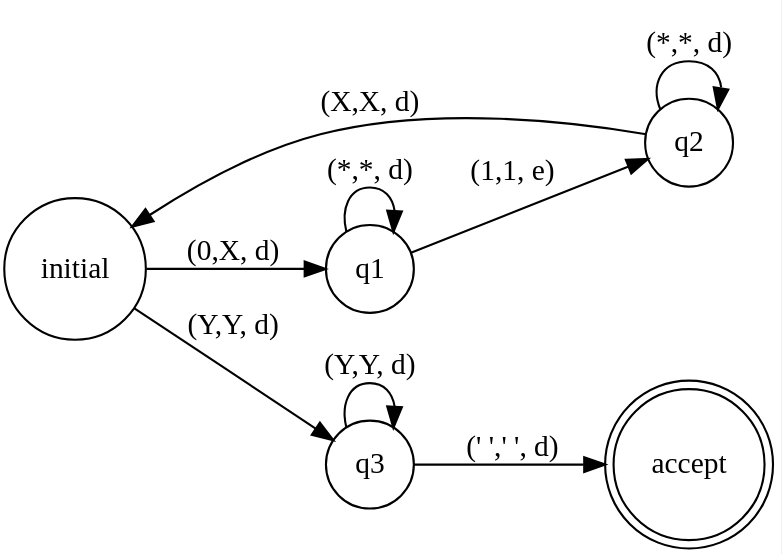 (*,*, d)
(X,X, d)
q2
(*,*, d)
(1,1, e)
(0,X, d)
initial
q1
(Y,Y, d)
(Y,Y, d)
(' ',' ', d)
q3
accept